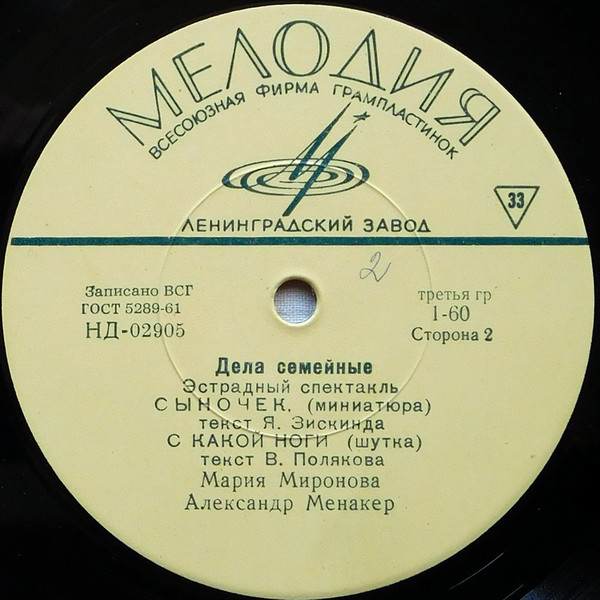 МЕЛОДИЯ
ВСЕСОЮЗНАЯ ФИРМА ГРАМПЛАСТИНОК
ЛЕНИНГРАДСКИЙ ЗАВОД
33
2
Записано ВСГ
ГОСТ 5289-61
НД-02905
третья гр
1-60
Сторона 2
Дела семейные
Эстрадный спектакль
СЫНОЧЕК, (миниатюра)
текст Я. Зискинда
С КАКОЙ НОГИ (шутка)
текст В. Полякова
Мария Миронова
Александр Менакер